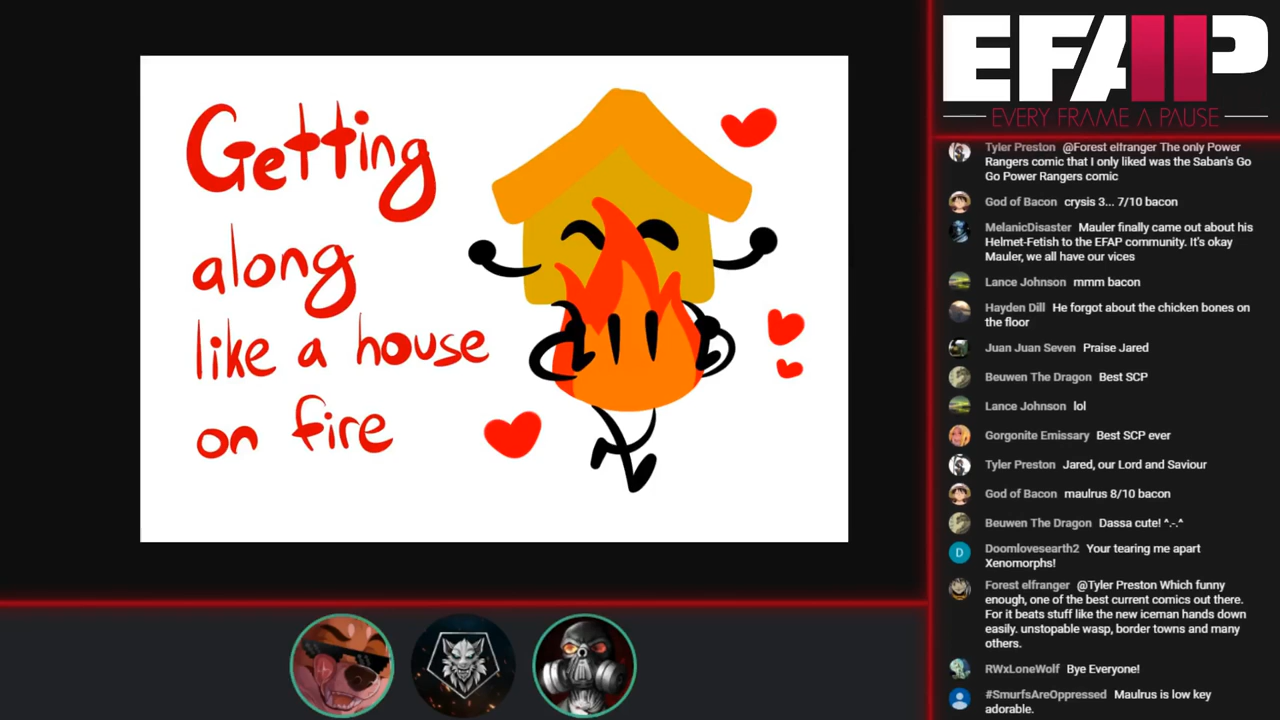 Getting
along
like a house
on fire
EFAP
EVERY FRAME A PAUSE
Tyler Preston @Forest elfranger The only Power
Rangers comic that I only liked was the Saban's Go
Go Power Rangers comic
God of Bacon crysis 3... 7/10 bacon
MelanicDisaster Mauler finally came out about his
Helmet-Fetish to the EFAP community. It's okay
Mauler, we all have our vices
Lance Johnson mmm bacon
Hayden Dill He forgot about the chicken bones on
the floor
Juan Juan Seven Praise Jared
Beuwen The Dragon Best SCP
Lance Johnson lol
Gorgonite Emissary Best SCP ever
Tyler Preston Jared, our Lord and Saviour
God of Bacon maulrus 8/10 bacon
Beuwen The Dragon Dassa cute! ^.-.^
D
Doomlovesearth2 Your tearing me apart
Xenomorphs!
Forest elfranger @Tyler Preston Which funny
enough, one of the best current comics out there.
For it beats stuff like the new iceman hands down
easily. unstopable wasp, border towns and many
others.
RWxLoneWolf Bye Everyone!
#SmurfsAreOppressed Maulrus is low key
adorable.